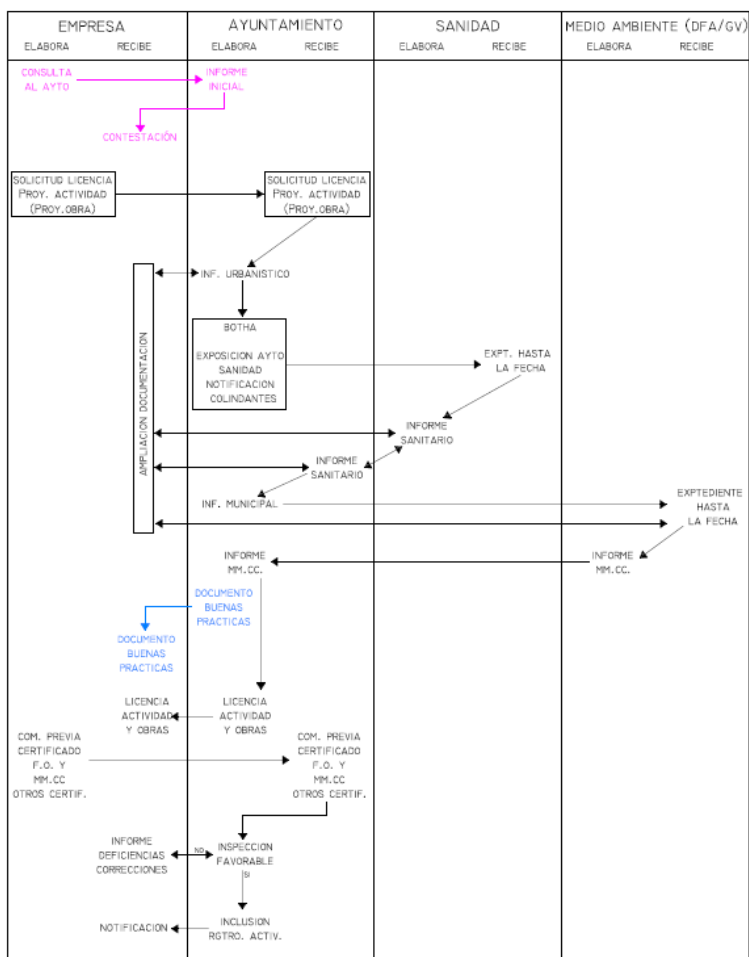 EMPRESA
AYUNTAMIENTO
SANIDAD
MEDIO AMBIENTE (DFA/GV)
ELABORA
RECIBE
ELABORA
RECIBE
ELABORA
RECIBE
ELABORA
RECIBE
CONSULTA
AL AYTO
INFORME
INICIAL
CONTESTACIÓN
SOLICITUD LICENCIA
PROY. ACTIVIDAD
(PROY.OBRA)
SOLICITUD LICENCIA
PROY. ACTIVIDAD
(PROY.OBRA)
INF. URBANISTICO
AMPLIACION DOCUMENTACION
BOTHA
EXPOSICION AYTO
SANIDAD
NOTIFICACION
COLINDANTES
EXPT. HASTA
LA FECHA
INFORME
SANITARIO
INFORME
SANITARIO
INF. MUNICIPAL
EXPTEDIENTE
HASTA
LA FECHA
INFORME
MM.CC.
INFORME
MM.CC.
DOCUMENTO
BUENAS
PRACTICAS
DOCUMENTO
BUENAS
PRACTICAS
LICENCIA
ACTIVIDAD
Y OBRAS
LICENCIA
ACTIVIDAD
Y OBRAS
COM. PREVIA
CERTIFICADO
F.O. Y
MM.CC
OTROS CERTIF.
COM. PREVIA
CERTIFICADO
F.O. Y
MM.CC
OTROS CERTIF.
INFORME
DEFICIENCIAS
CORRECCIONES
NO
INSPECCION
FAVORABLE
SI
NOTIFICACION
INCLUSION
RGTRO. ACTIV.